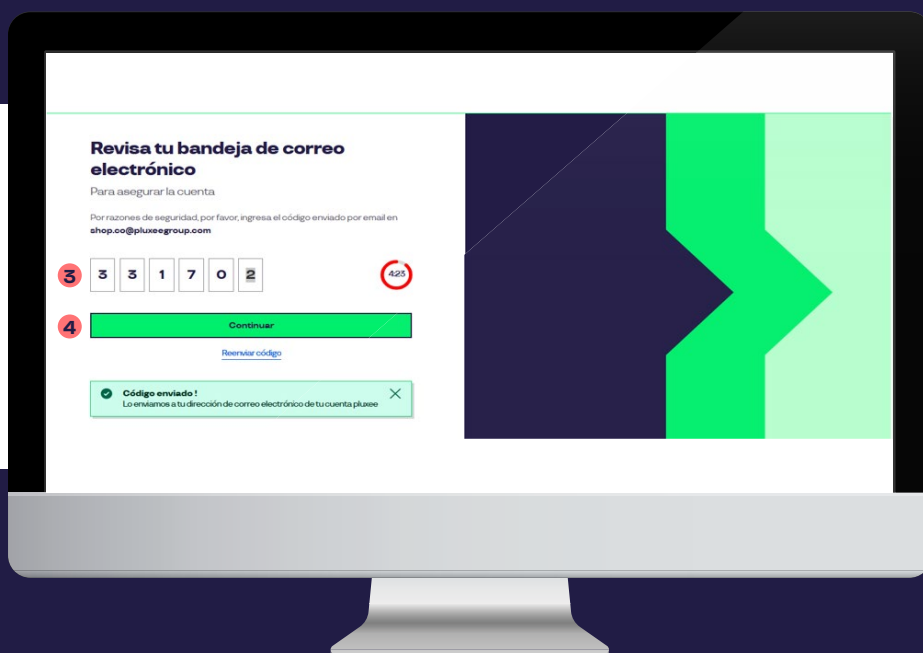 Revisa tu bandeja de correo
electrónico
Para asegurar la cuenta
Por razones de seguridad, por favor, ingresa el código enviado por email en
shop.co@pluxeegroup.com
3 3 3 1 7 0 2 4:23
4 Continuar
Reenviar código
Código enviado !
Lo enviamos a tu dirección de correo electrónico de tu cuenta pluxee